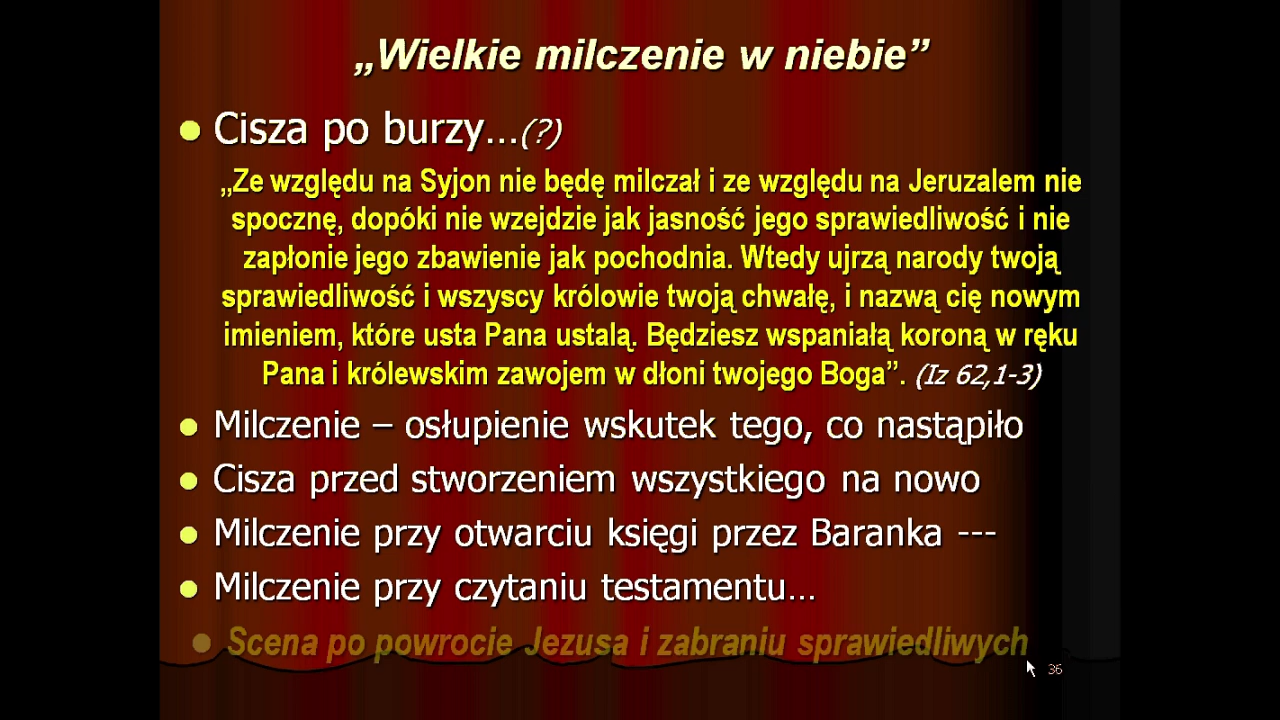 „Wielkie milczenie w niebie”
Cisza po burzy...(?)
„Ze względu na Syjon nie będę milczał i ze względu na Jeruzalem nie
spocznę, dopóki nie wzejdzie jak jasność jego sprawiedliwość i nie
zapłonie jego zbawienie jak pochodnia. Wtedy ujrzą narody twoją
sprawiedliwość i wszyscy królowie twoją chwałę, i nazwą cię nowym
imieniem, które usta Pana ustalą. Będziesz wspaniałą koroną w ręku
Pana i królewskim zawojem w dłoni twojego Boga”. (Iz 62,1-3)
Milczenie – osłupienie wskutek tego, co nastąpiło
Cisza przed stworzeniem wszystkiego na nowo
Milczenie przy otwarciu księgi przez Baranka ---
Milczenie przy czytaniu testamentu...
Scena po powrocie Jezusa i zabraniu sprawiedliwych
36